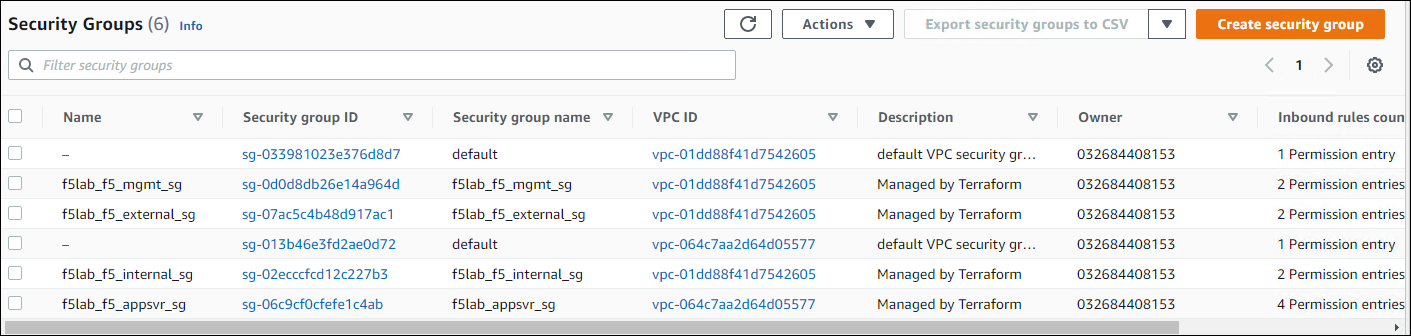 Security Groups (6) Info Actions Export security groups to CSV Create security group
Filter security groups 1
Name Security group ID Security group name VPC ID Description Owner Inbound rules coun
– sg-033981023e376d8d7 default vpc-01dd88f41d7542605 default VPC security gr... 032684408153 1 Permission entry
f5lab_f5_mgmt_sg sg-0d0d8db26e14a964d f5lab_f5_mgmt_sg vpc-01dd88f41d7542605 Managed by Terraform 032684408153 2 Permission entries
f5lab_f5_external_sg sg-07ac5c4b48d917ac1 f5lab_f5_external_sg vpc-01dd88f41d7542605 Managed by Terraform 032684408153 2 Permission entries
– sg-013b46e3fd2ae0d72 default vpc-064c7aa2d64d05577 default VPC security gr... 032684408153 1 Permission entry
f5lab_f5_internal_sg sg-02ecccfcd12c227b3 f5lab_f5_internal_sg vpc-01dd88f41d7542605 Managed by Terraform 032684408153 2 Permission entries
f5lab_f5_appsvr_sg sg-06c9cf0cfefe1c4ab f5lab_appsvr_sg vpc-064c7aa2d64d05577 Managed by Terraform 032684408153 4 Permission entries